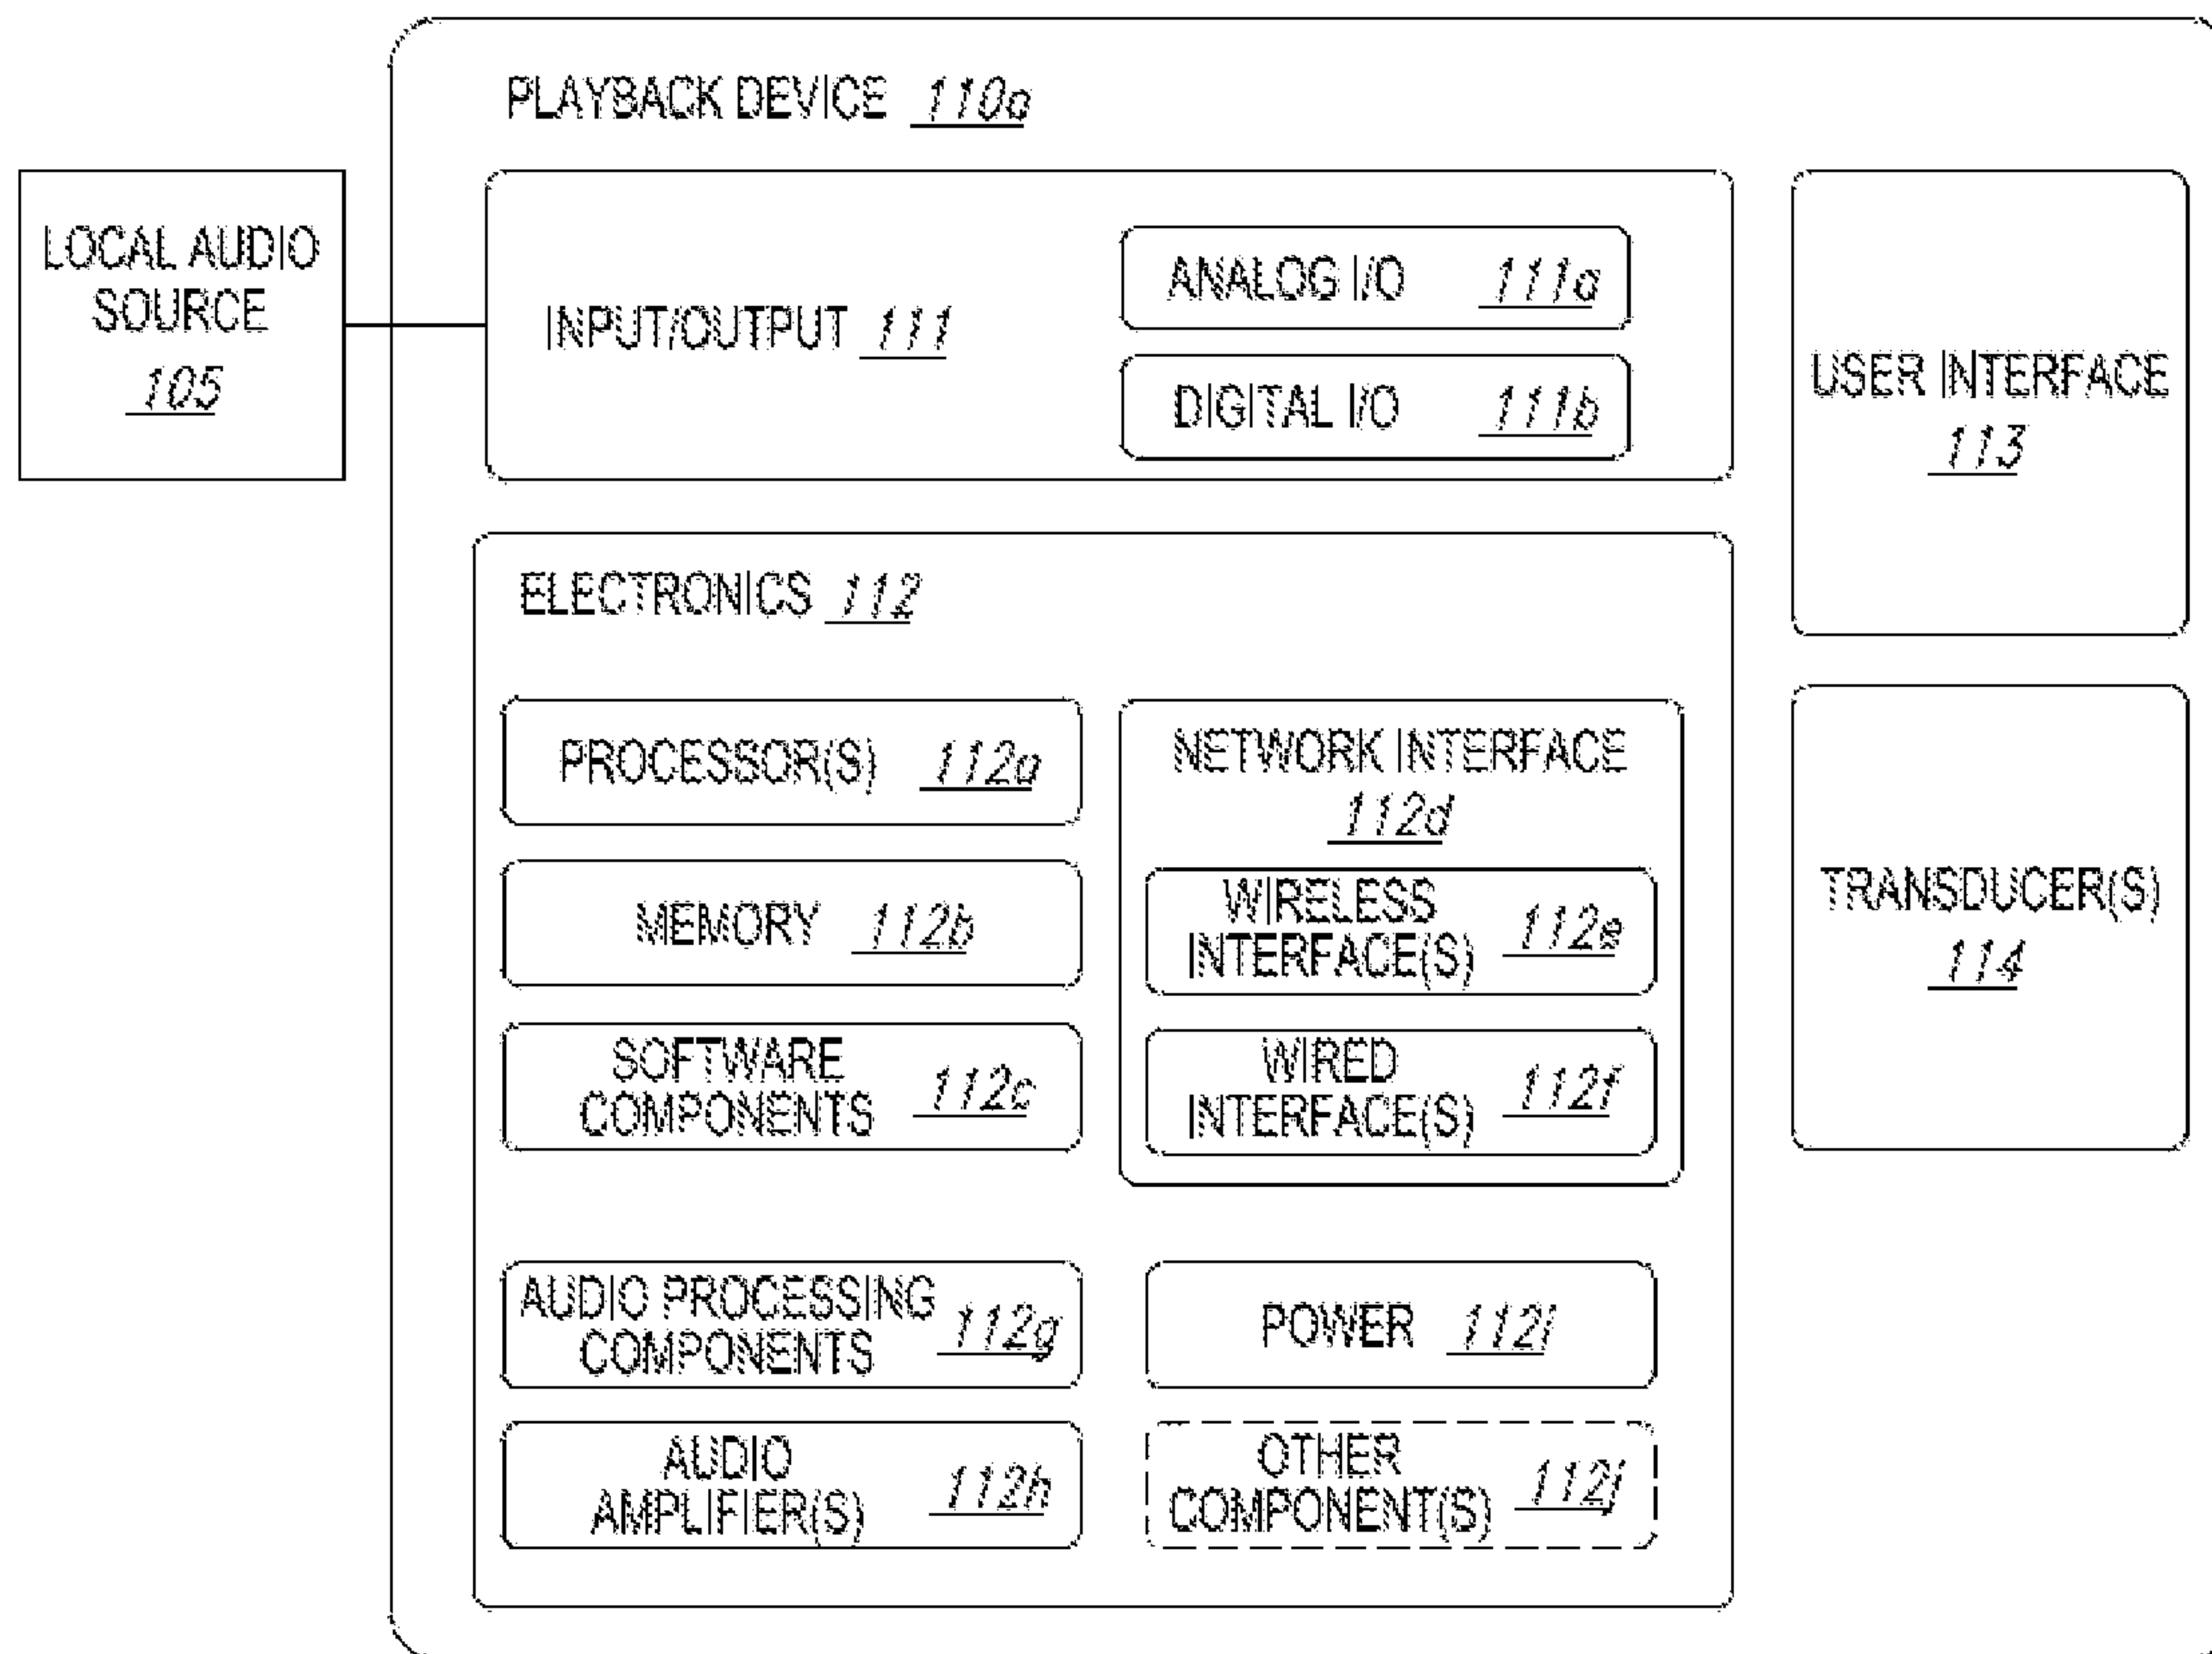 PLAYBACK DEVICE 110a
LOCAL AUDIO
SOURCE
105
INPUT/OUTPUT 111
ANALOG I/O 111a
DIGITAL I/O 111b
USER INTERFACE
113
ELECTRONICS 112
PROCESSOR(S) 112a
MEMORY 112b
SOFTWARE
COMPONENTS 112c
NETWORK INTERFACE
112d
WIRELESS
INTERFACE(S) 112e
WIRED
INTERFACE(S) 112f
TRANSDUCER(S)
114
AUDIO PROCESSING
COMPONENTS 112g
POWER 112i
AUDIO
AMPLIFIER(S) 112h
OTHER
COMPONENT(S) 112j